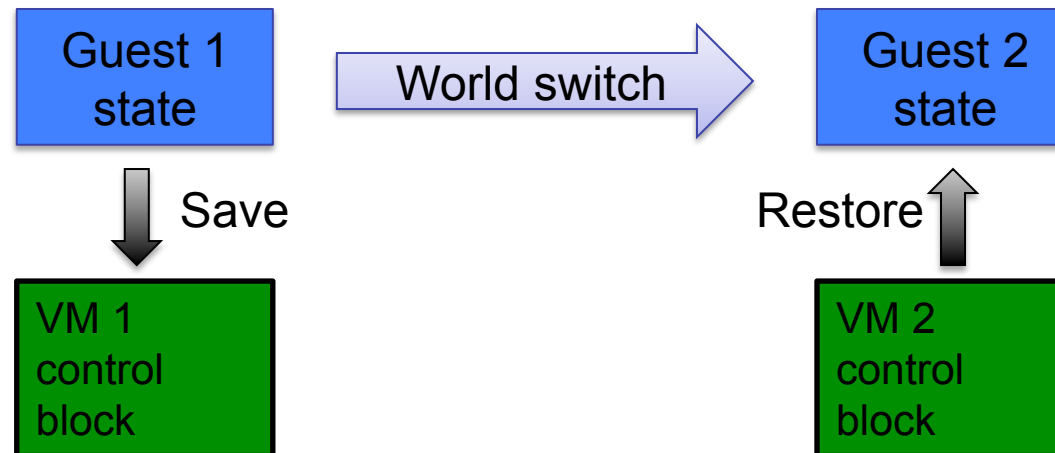 Guest 1
state
World switch
Guest 2
state
Save
Restore
VM 1
control
block
VM 2
control
block